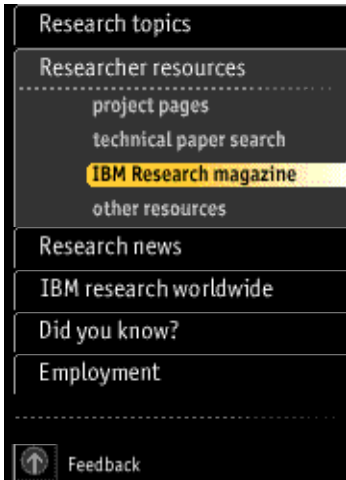 Research topics
Researcher resources
project pages
technical paper search
IBM Research magazine
other resources
Research news
IBM research worldwide
Did you know?
Employment
Feedback